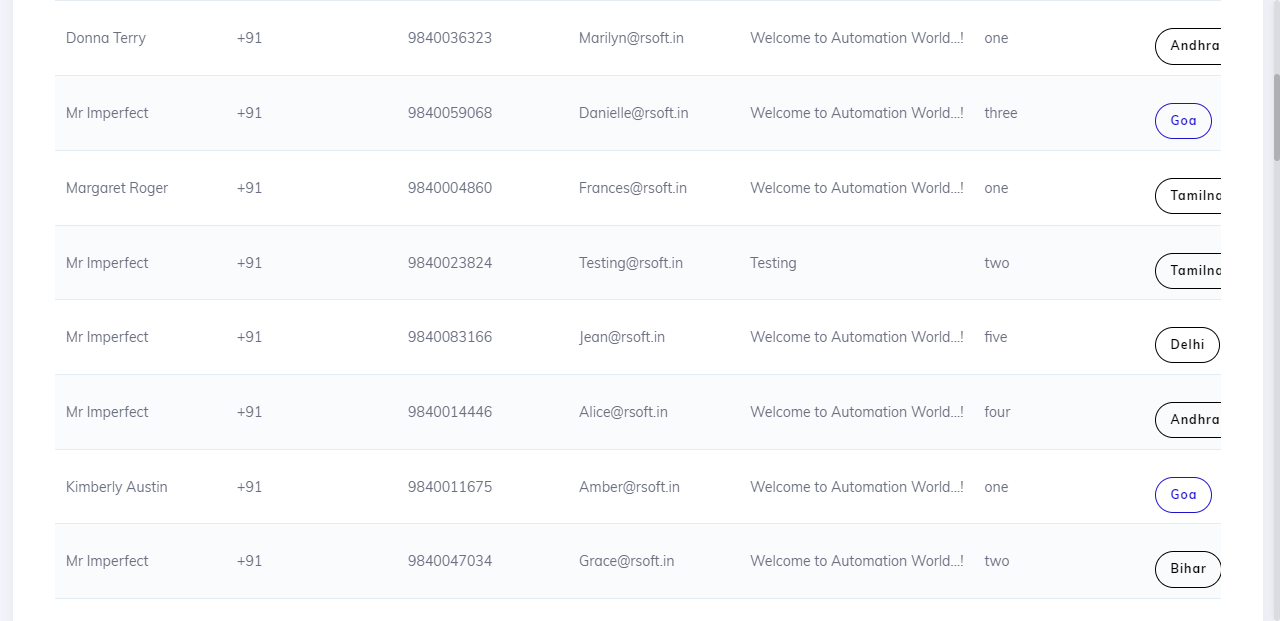 Donna Terry +91 9840036323 Marilyn@rsoft.in Welcome to Automation World...! one Andhra
Mr Imperfect +91 9840059068 Danielle@rsoft.in Welcome to Automation World...! three Goa
Margaret Roger +91 9840004860 Frances@rsoft.in Welcome to Automation World...! one Tamilna
Mr Imperfect +91 9840023824 Testing@rsoft.in Testing two Tamilna
Mr Imperfect +91 9840083166 Jean@rsoft.in Welcome to Automation World...! five Delhi
Mr Imperfect +91 9840014446 Alice@rsoft.in Welcome to Automation World...! four Andhra
Kimberly Austin +91 9840011675 Amber@rsoft.in Welcome to Automation World...! one Goa
Mr Imperfect +91 9840047034 Grace@rsoft.in Welcome to Automation World...! two Bihar